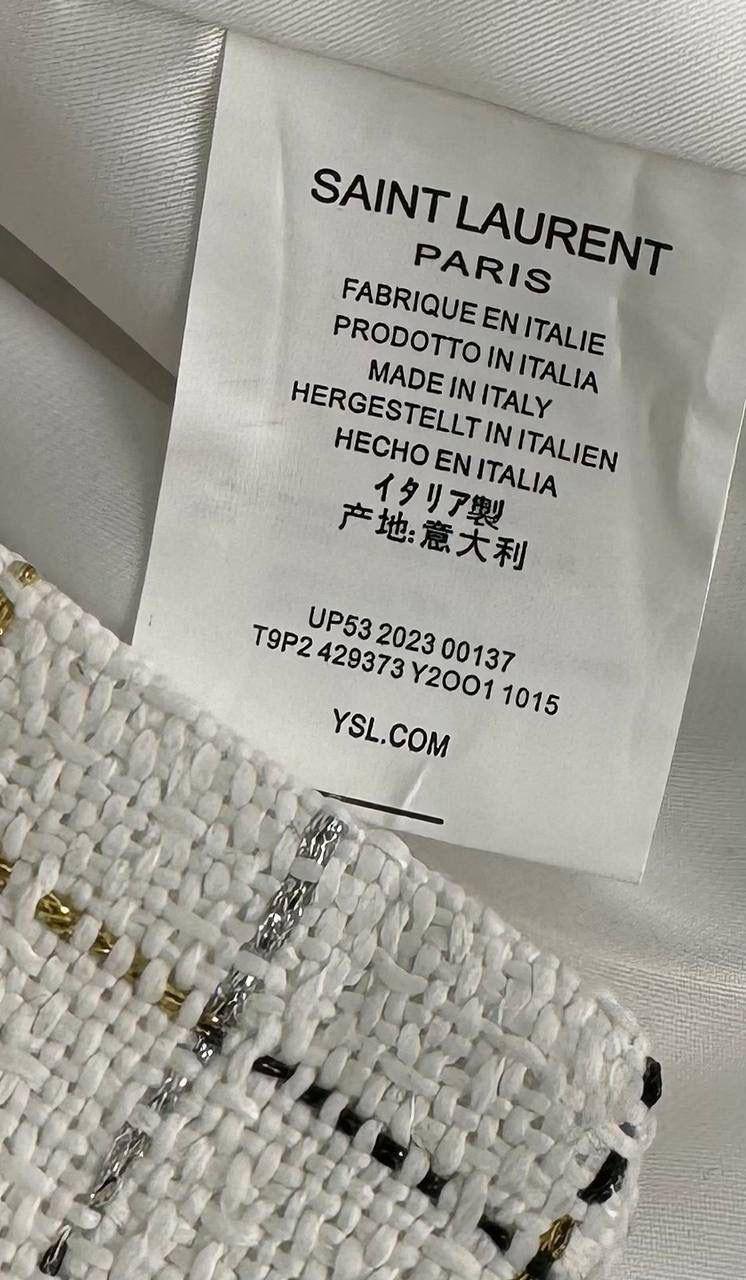 SAINT LAURENT
PARIS
FABRIQUE EN ITALIE
PRODOTTO IN ITALIA
MADE IN ITALY
HERGESTELLT IN ITALIEN
HECHO EN ITALIA
イタリア製
产地:意大利
UP53 2023 00137
T9P2 429373 Y2OO1 1015
YSL.COM